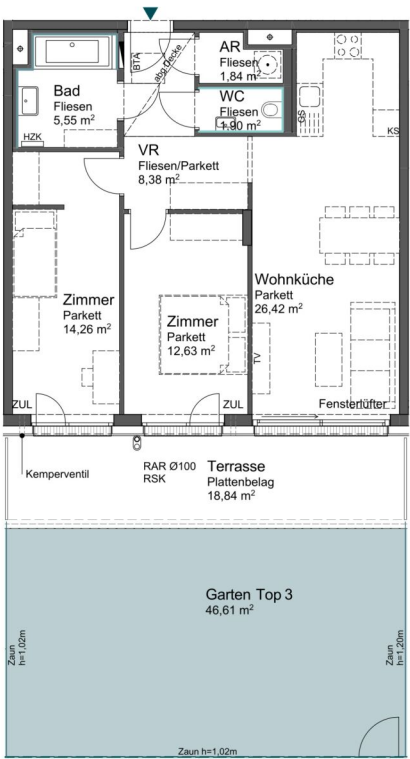 AR
Fliesen
1,84 m²
BTA
abg Decke
Bad
Fliesen
5,55 m²
WC
Fliesen
1,90 m²
GS
KS
HZK
VR
Fliesen/Parkett
8,38 m²
Wohnküche
Parkett
26,42 m²
Zimmer
Parkett
14,26 m²
Zimmer
Parkett
12,63 m²
TV
ZUL
ZUL
Fensterlüfter
Kemperventil
RAR Ø100
RSK
Terrasse
Plattenbelag
18,84 m²
Garten Top 3
46,61 m²
Zaun
h=1,02m
Zaun
h=1,20m
Zaun h=1,02m